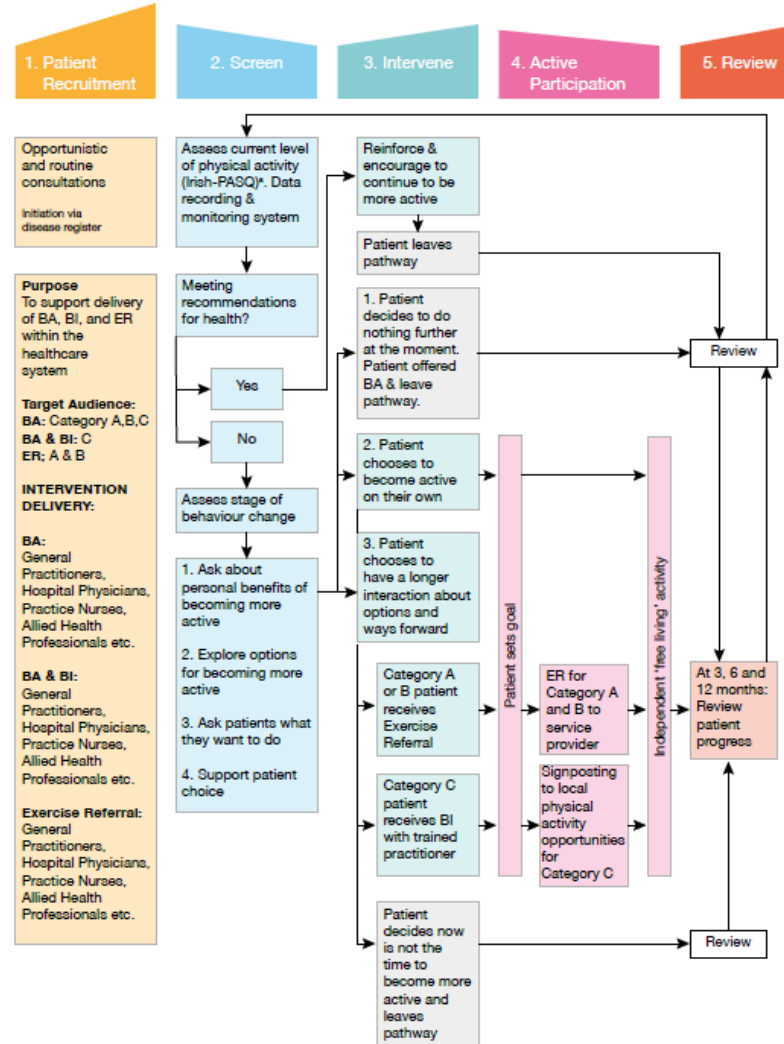 1. Patient
Recruitment
2. Screen
3. Intervene
4. Active
Participation
5. Review
Opportunistic
and routine
consultations
Initiation via
disease register
Purpose
To support delivery
of BA, BI, and ER
within the
healthcare
system
Target Audience:
BA: Category A,B,C
BA & BI: C
ER; A & B
INTERVENTION
DELIVERY:
BA:
General
Practitioners,
Hospital Physicians,
Practice Nurses,
Allied Health
Professionals etc.
BA & BI:
General
Practitioners,
Hospital Physicians,
Practice Nurses,
Allied Health
Professionals etc.
Exercise Referral:
General
Practitioners,
Hospital Physicians,
Practice Nurses,
Allied Health
Professionals etc.
Assess current level
of physical activity
(Irish-PASQ)*. Data
recording &
monitoring system
Meeting
recommendations
for health?
Yes
No
Assess stage of
behaviour change
1. Ask about
personal benefits of
becoming more
active
2. Explore options
for becoming more
active
3. Ask patients what
they want to do
4. Support patient
choice
Reinforce &
encourage to
continue to be
more active
Patient leaves
pathway
1. Patient
decides to do
nothing further
at the moment.
Patient offered
BA & leave
pathway.
2. Patient
chooses to
become active
on their own
3. Patient
chooses to
have a longer
interaction about
options and
ways forward
Category A
or B patient
receives
Exercise
Referral
Category C
patient
receives BI
with trained
practitioner
Patient
decides now
is not the
time to
become more
active and
leaves
pathway
Patient sets goal
ER for
Category A
and B to
service
provider
Signposting
to local
physical
activity
opportunities
for
Category C
Independent 'free living' activity
Review
At 3, 6 and
12 months:
Review
patient
progress
Review